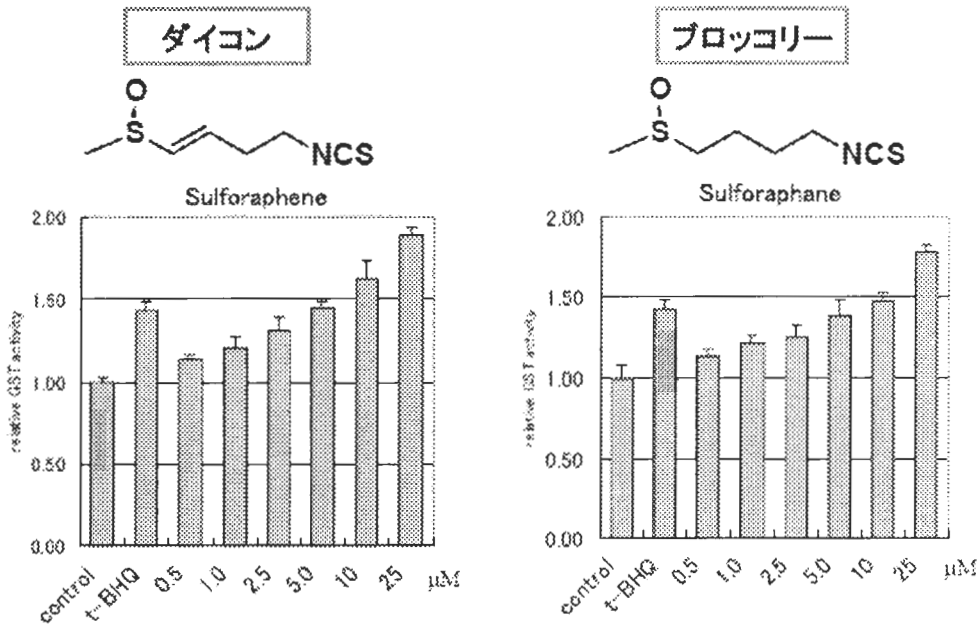 ダイコン
O
S
NCS
Sulforaphene
2.00
1.50
1.00
0.50
0.00
relative GST activity
control
t-BHQ
0.5
1.0
2.5
5.0
10
25
μM
ブロッコリー
O
S
NCS
Sulforaphane
2.00
1.50
1.00
0.50
0.00
relative GST activity
control
t-BHQ
0.5
1.0
2.5
5.0
10
25
μM